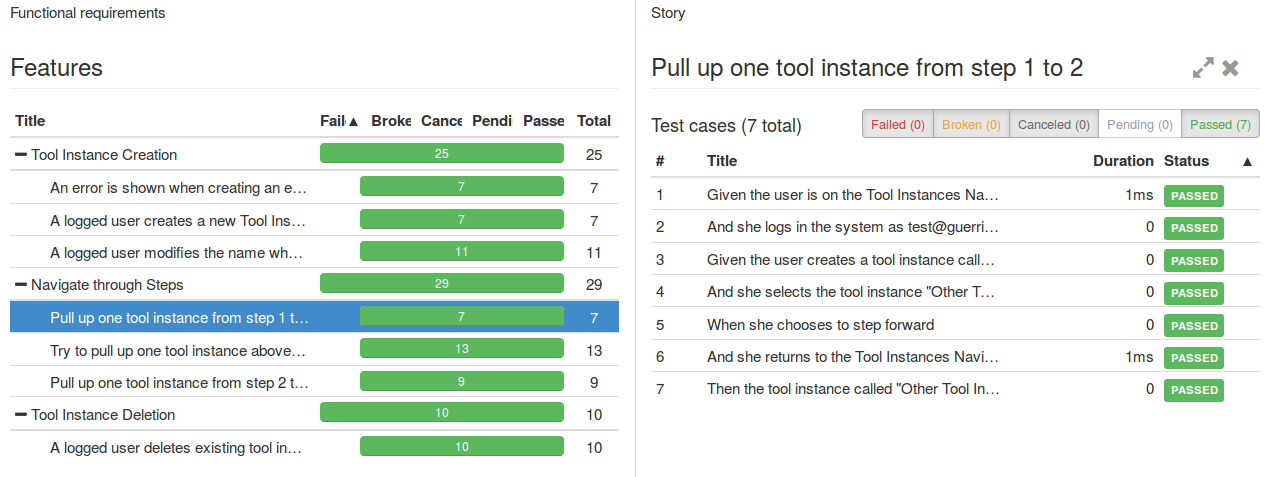 Functional requirements
Features
Title Faile▲ Broke Cance Pendi Passe Total
Tool Instance Creation 25 25
An error is shown when creating an e… 7 7
A logged user creates a new Tool Ins… 7 7
A logged user modifies the name wh… 11 11
Navigate through Steps 29 29
Pull up one tool instance from step 1 t… 7 7
Try to pull up one tool instance above… 13 13
Pull up one tool instance from step 2 t… 9 9
Tool Instance Deletion 10 10
A logged user deletes existing tool in… 10 10
Story
Pull up one tool instance from step 1 to 2
Test cases (7 total) Failed (0) Broken (0) Canceled (0) Pending (0) Passed (7)
# Title Duration Status ▲
1 Given the user is on the Tool Instances Na… 1ms PASSED
2 And she logs in the system as test@guerri… 0 PASSED
3 Given the user creates a tool instance call… 0 PASSED
4 And she selects the tool instance "Other T… 0 PASSED
5 When she chooses to step forward 0 PASSED
6 And she returns to the Tool Instances Navi… 1ms PASSED
7 Then the tool instance called "Other Tool In… 0 PASSED